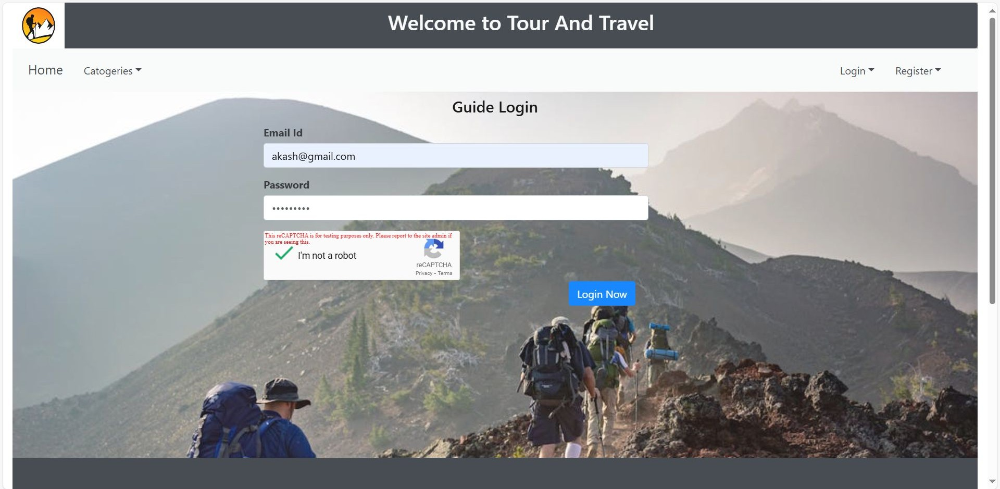 Welcome to Tour And Travel
Home Catogeries Login Register
Guide Login
Email Id
akash@gmail.com
Password
•••••••••
This reCAPTCHA is for testing purposes only. Please report to the site admin if
you are seeing this.
I'm not a robot
reCAPTCHA
Privacy - Terms
Login Now